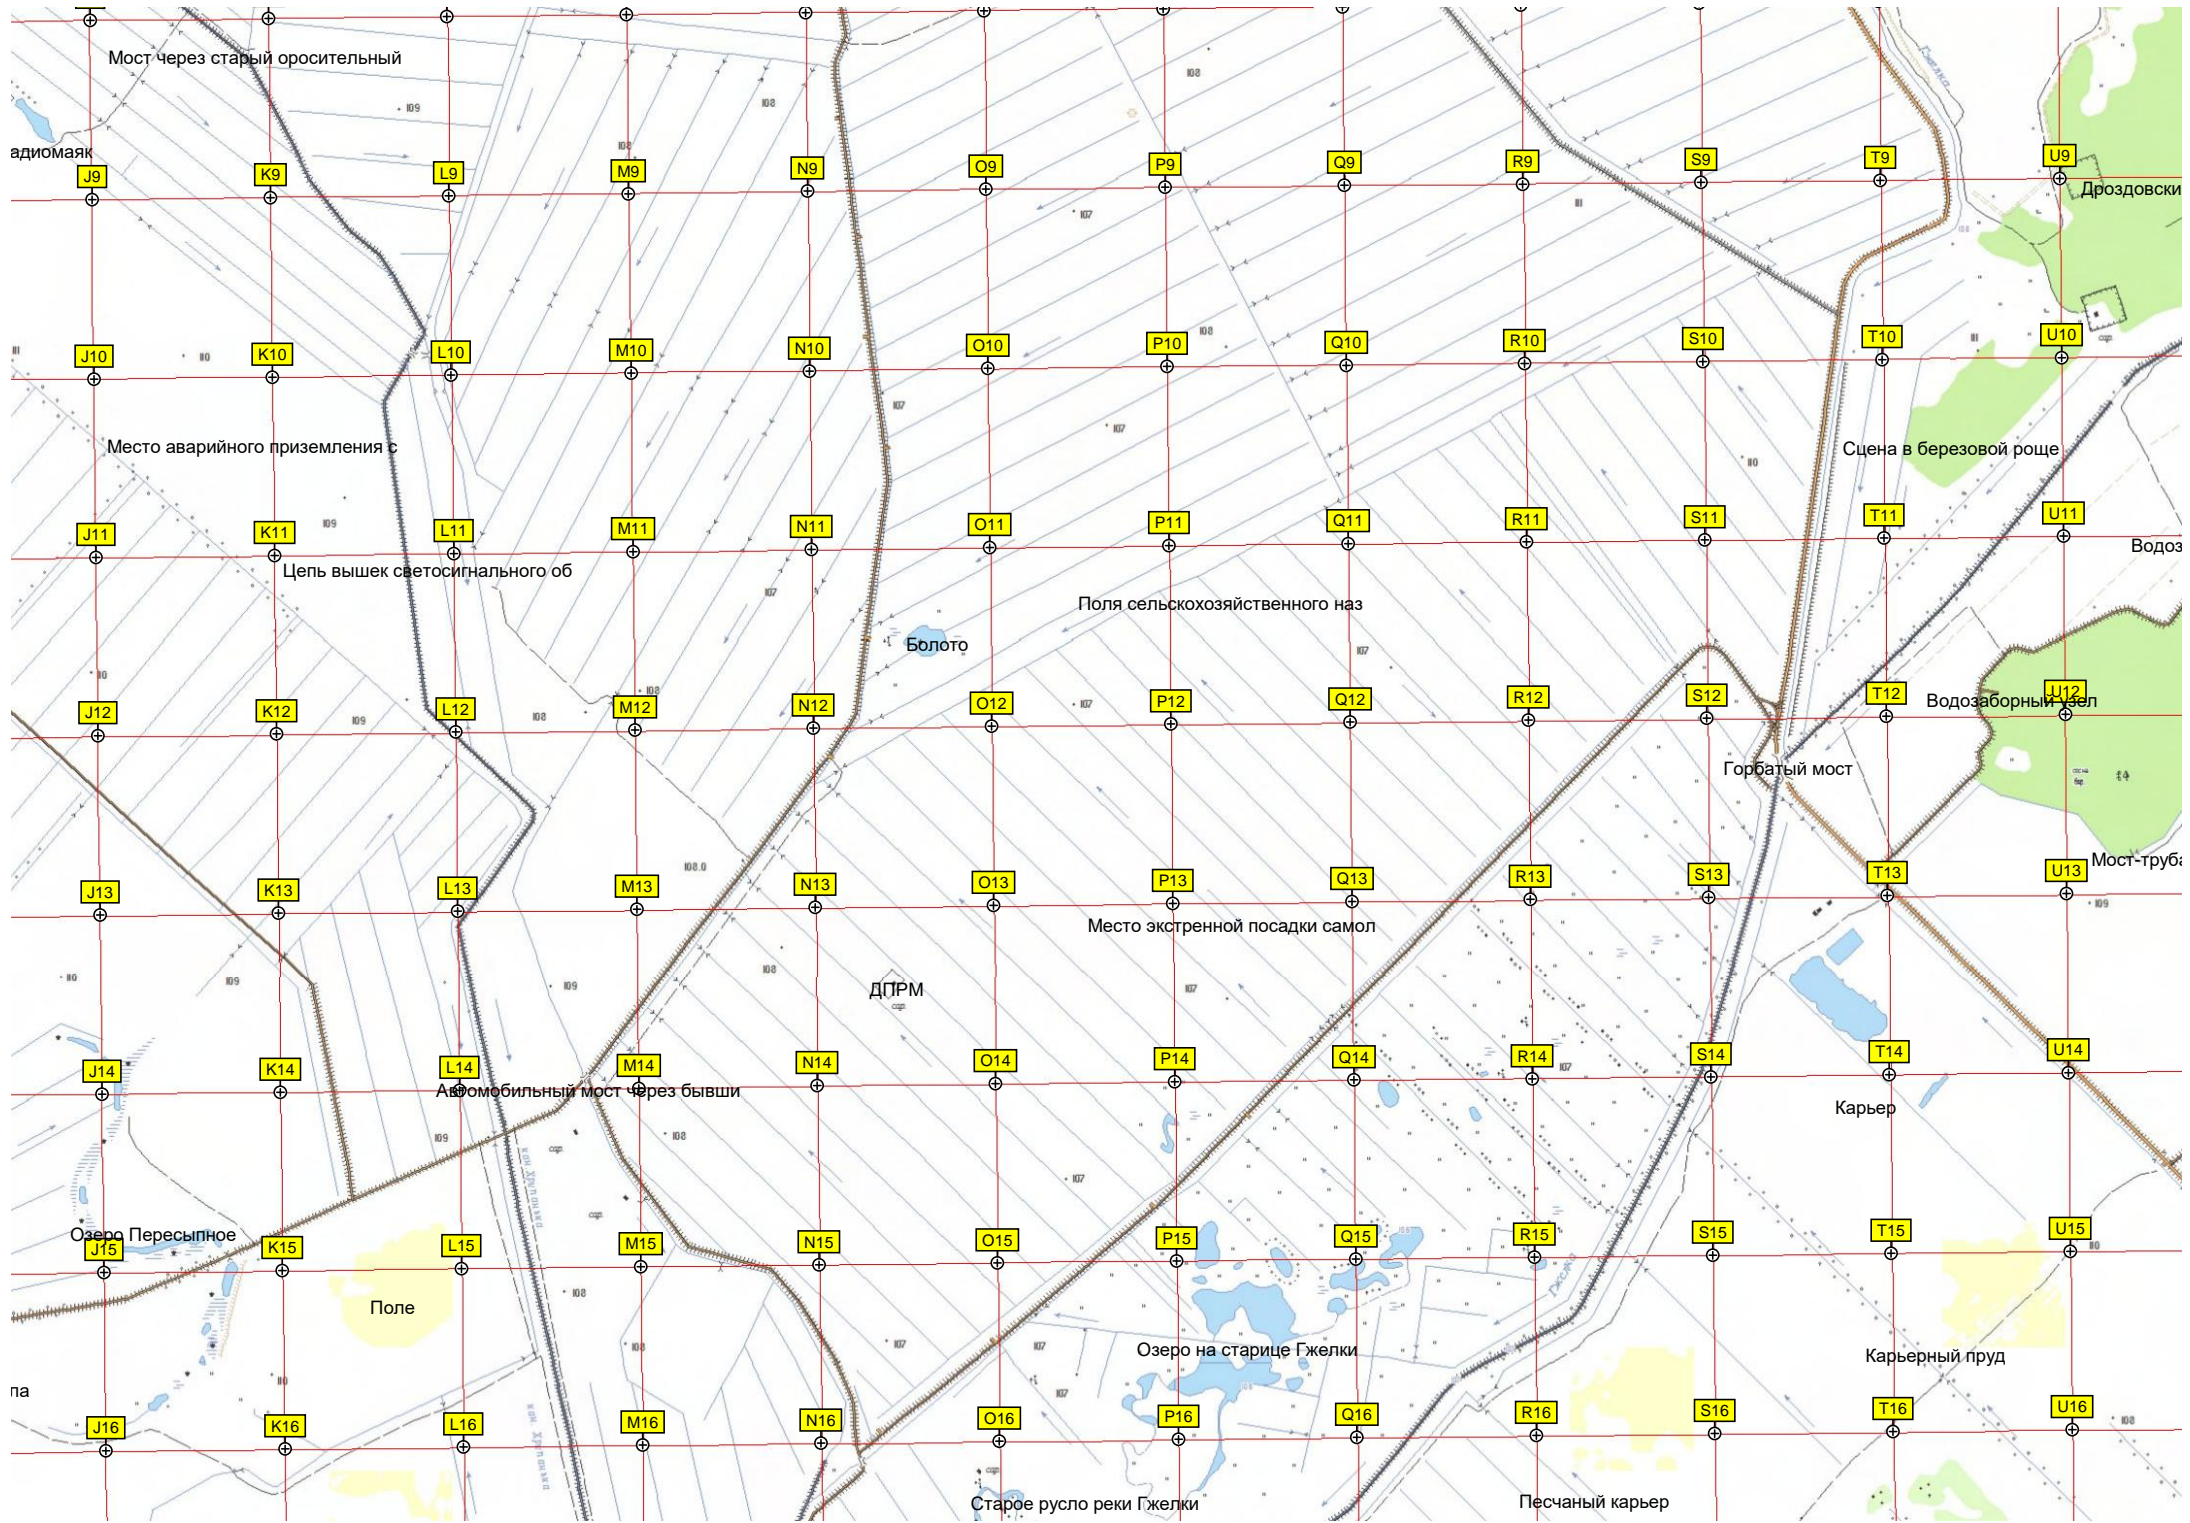 Мост через старый оросительный
Гжелка
адиомаяк
J9 K9 L9 M9 N9 O9 P9 Q9 R9 S9 T9 U9
Дроздовски
J10 K10 L10 M10 N10 O10 P10 Q10 R10 S10 T10 U10
Место аварийного приземления с
Сцена в березовой роще
J11 K11 L11 M11 N11 O11 P11 Q11 R11 S11 T11 U11
Водоз
Цепь вышек светосигнального об
Поля сельскохозяйственного наз
Болото
J12 K12 L12 M12 N12 O12 P12 Q12 R12 S12 T12 U12
Водозаборный узел
Горбатый мост
Мост-труба
J13 K13 L13 M13 N13 O13 P13 Q13 R13 S13 T13 U13
Место экстренной посадки самол
ДПРМ
J14 K14 L14 M14 N14 O14 P14 Q14 R14 S14 T14 U14
Автомобильный мост через бывши
Карьер
кан. Хрипанька
Озеро Пересыпное
J15 K15 L15 M15 N15 O15 P15 Q15 R15 S15 T15 U15
Гжелка
Поле
Озеро на старице Гжелки
Карьерный пруд
ла
J16 K16 L16 M16 N16 O16 P16 Q16 R16 S16 T16 U16
кан. Хрипанька
Старое русло реки Гжелки
Песчаный карьер